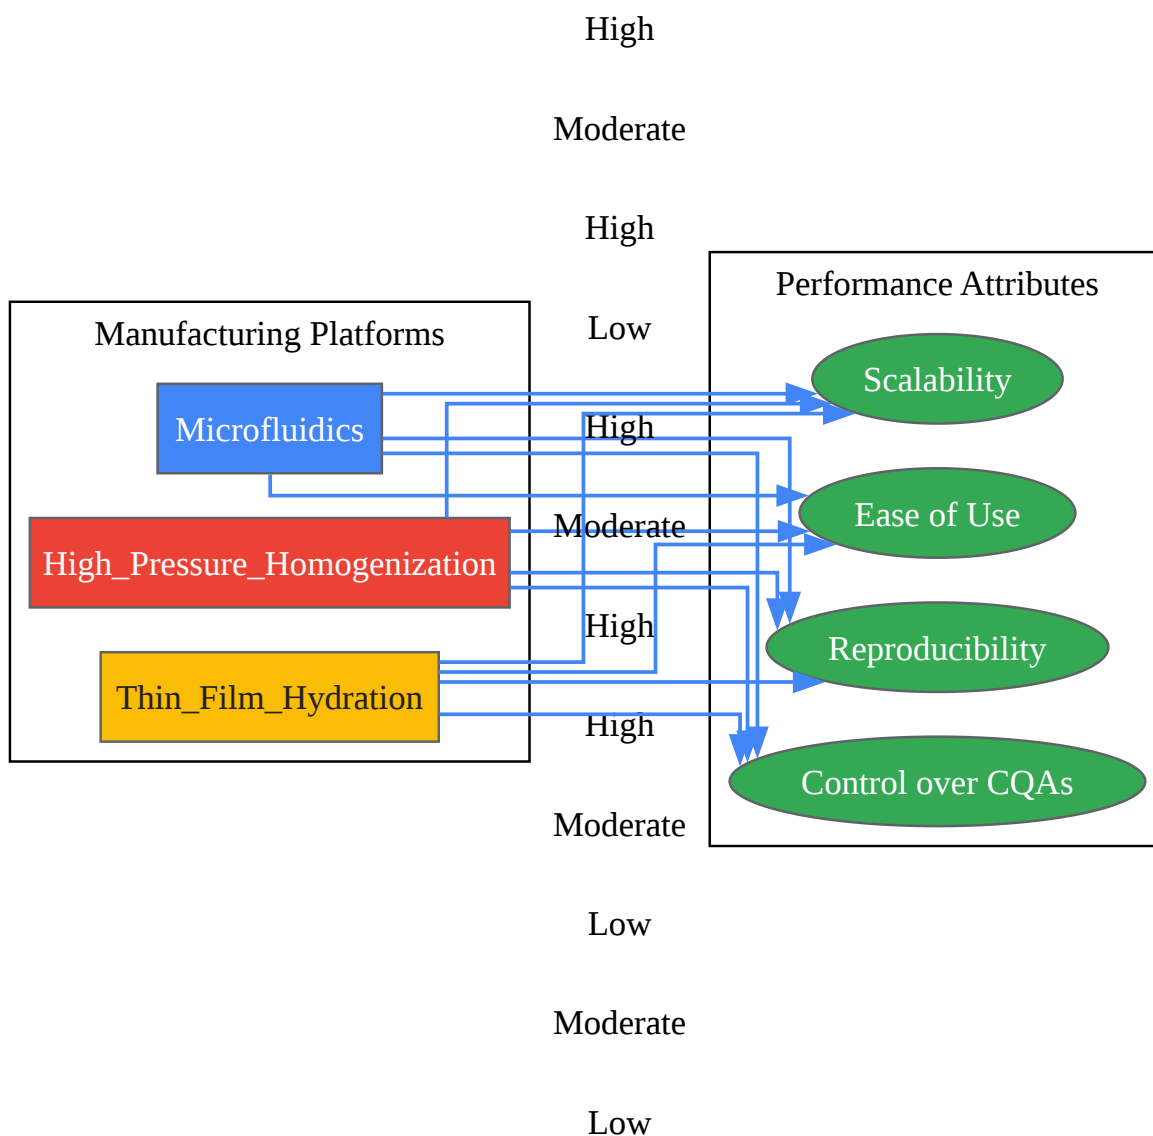 High
Moderate
High
Low
High
Moderate
High
High
Moderate
Low
Moderate
Low
Manufacturing Platforms
Microfluidics
High_Pressure_Homogenization
Thin_Film_Hydration
Performance Attributes
Scalability
Ease of Use
Reproducibility
Control over CQAs